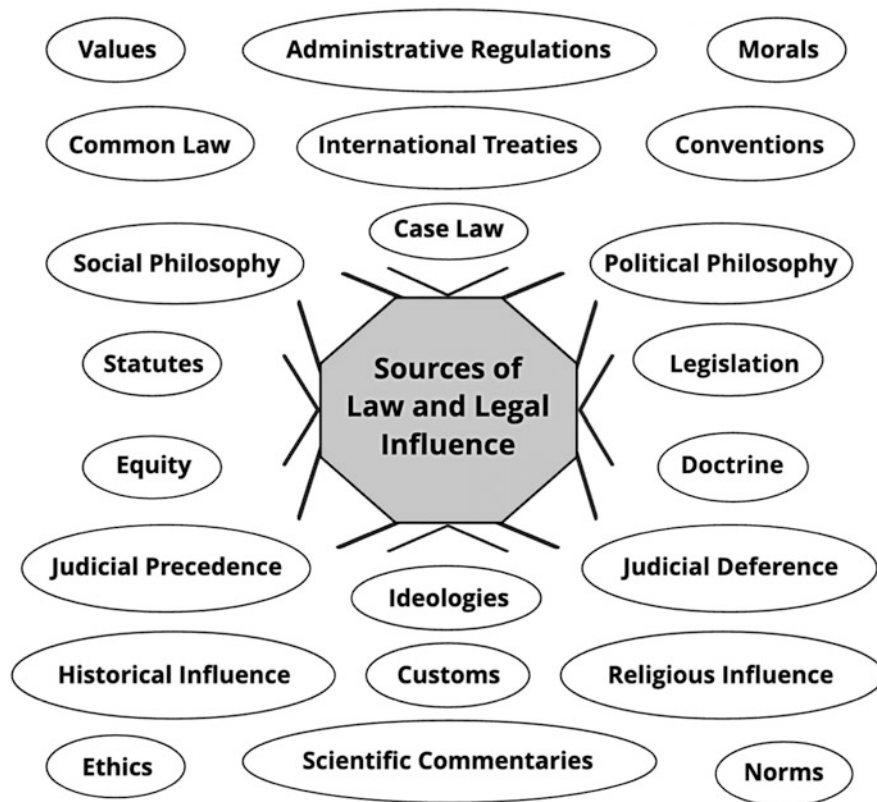 Values
Administrative Regulations
Morals
Common Law
International Treaties
Conventions
Case Law
Social Philosophy
Political Philosophy
Statutes
Sources of
Law and Legal
Influence
Legislation
Equity
Doctrine
Judicial Precedence
Ideologies
Judicial Deference
Historical Influence
Customs
Religious Influence
Ethics
Scientific Commentaries
Norms